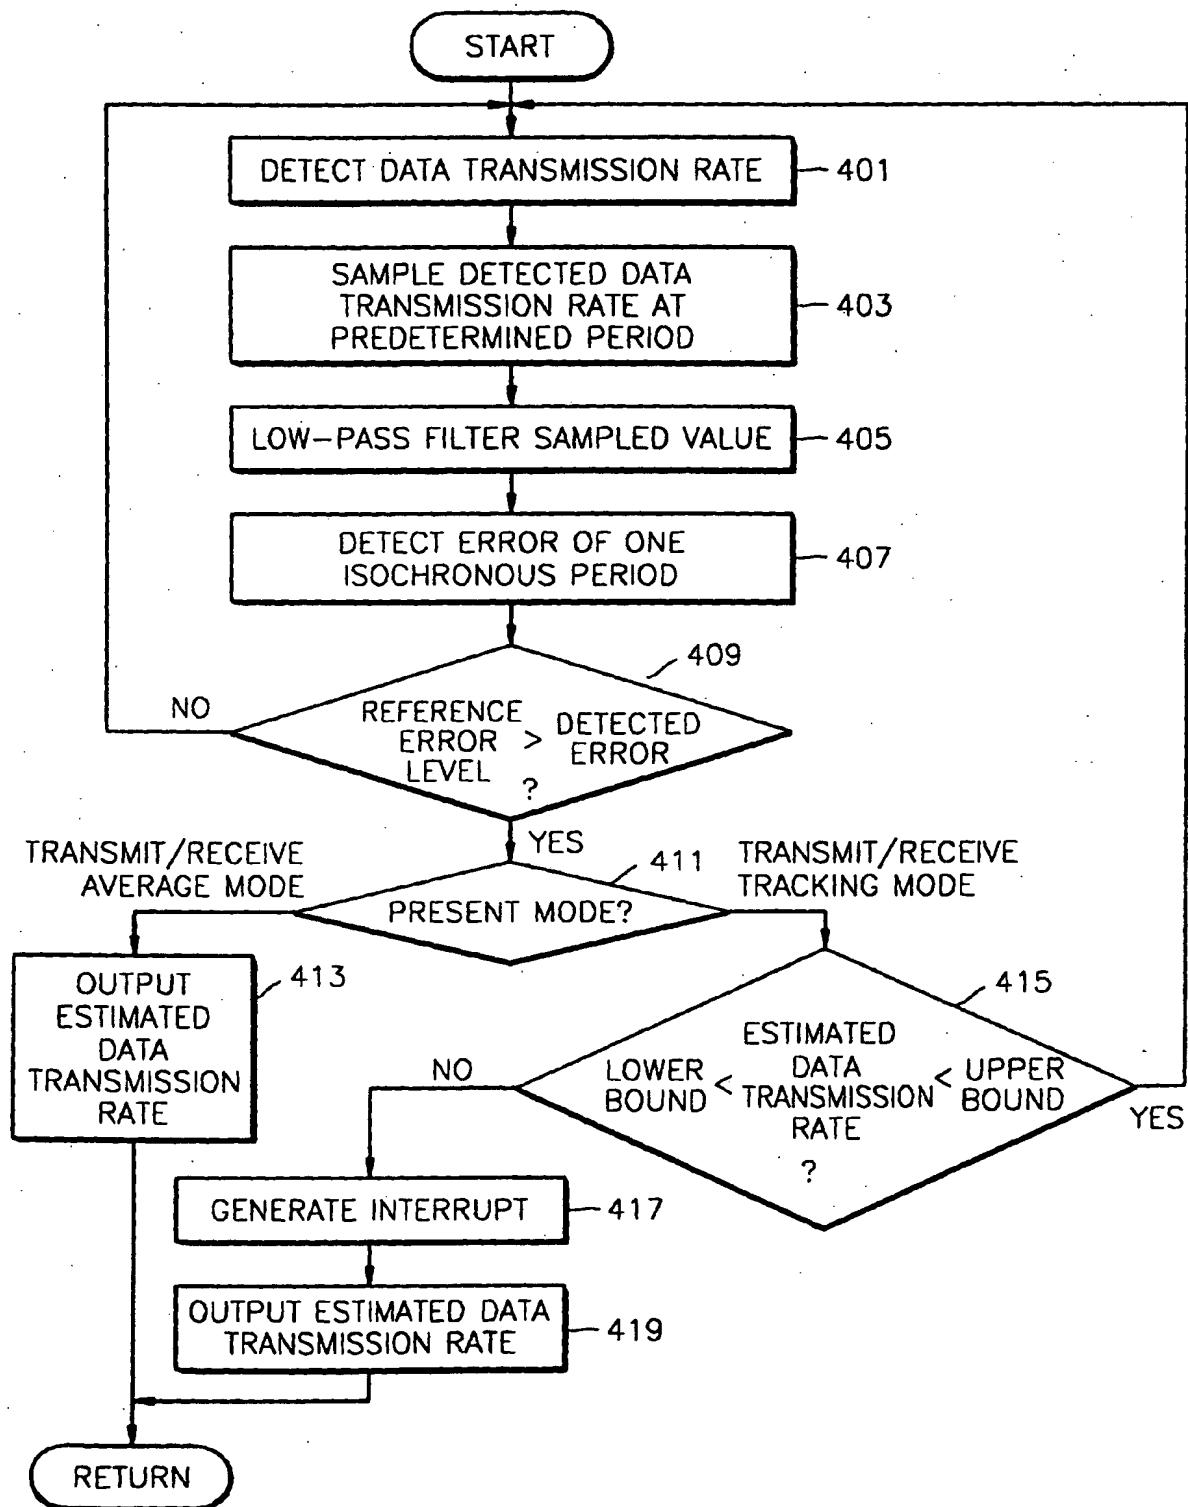 START
DETECT DATA TRANSMISSION RATE
401
SAMPLE DETECTED DATA
TRANSMISSION RATE AT
PREDETERMINED PERIOD
403
LOW-PASS FILTER SAMPLED VALUE
405
DETECT ERROR OF ONE
ISOCHRONOUS PERIOD
407
409
NO
REFERENCE
ERROR
LEVEL
>
DETECTED
ERROR
?
YES
TRANSMIT/RECEIVE
AVERAGE MODE
411
TRANSMIT/RECEIVE
TRACKING MODE
PRESENT MODE?
OUTPUT
ESTIMATED
DATA
TRANSMISSION
RATE
413
415
NO
LOWER
BOUND
<
ESTIMATED
DATA
TRANSMISSION
RATE
<
UPPER
BOUND
?
YES
GENERATE INTERRUPT
417
OUTPUT ESTIMATED DATA
TRANSMISSION RATE
419
RETURN